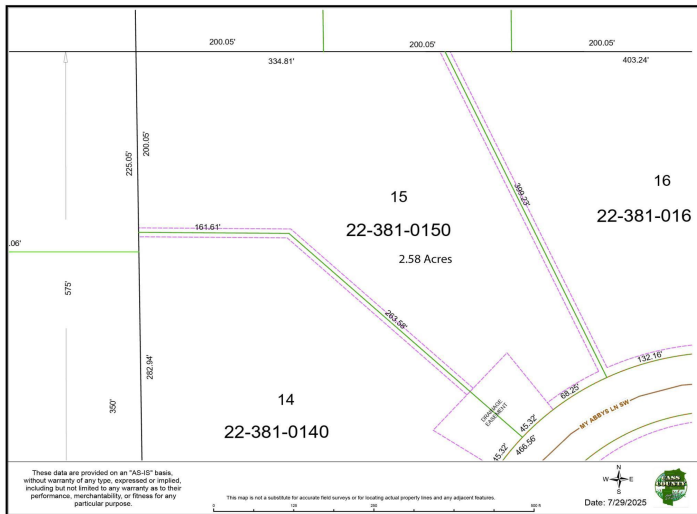 200.05'
200.05'
200.05'
334.81'
403.24'
225.05'
200.05'
399.23'
16
22-381-016
15
22-381-0150
2.58 Acres
161.61'
.06'
575'
263.58'
132.16'
282.94'
350'
14
22-381-0140
68.25'
DRAINAGE
EASEMENT
45.32'
45.32'
466.56'
MY ABBYS LN SW
These data are provided on an "AS-IS" basis,
without warranty of any type, expressed or implied,
including but not limited to any warranty as to their
performance, merchantability, or fitness for any
particular purpose.
This map is not a substitute for accurate field surveys or for locating actual property lines and any adjacent features.
0
N
W
E
S
Date: 7/29/2025
CASS
COUNTY